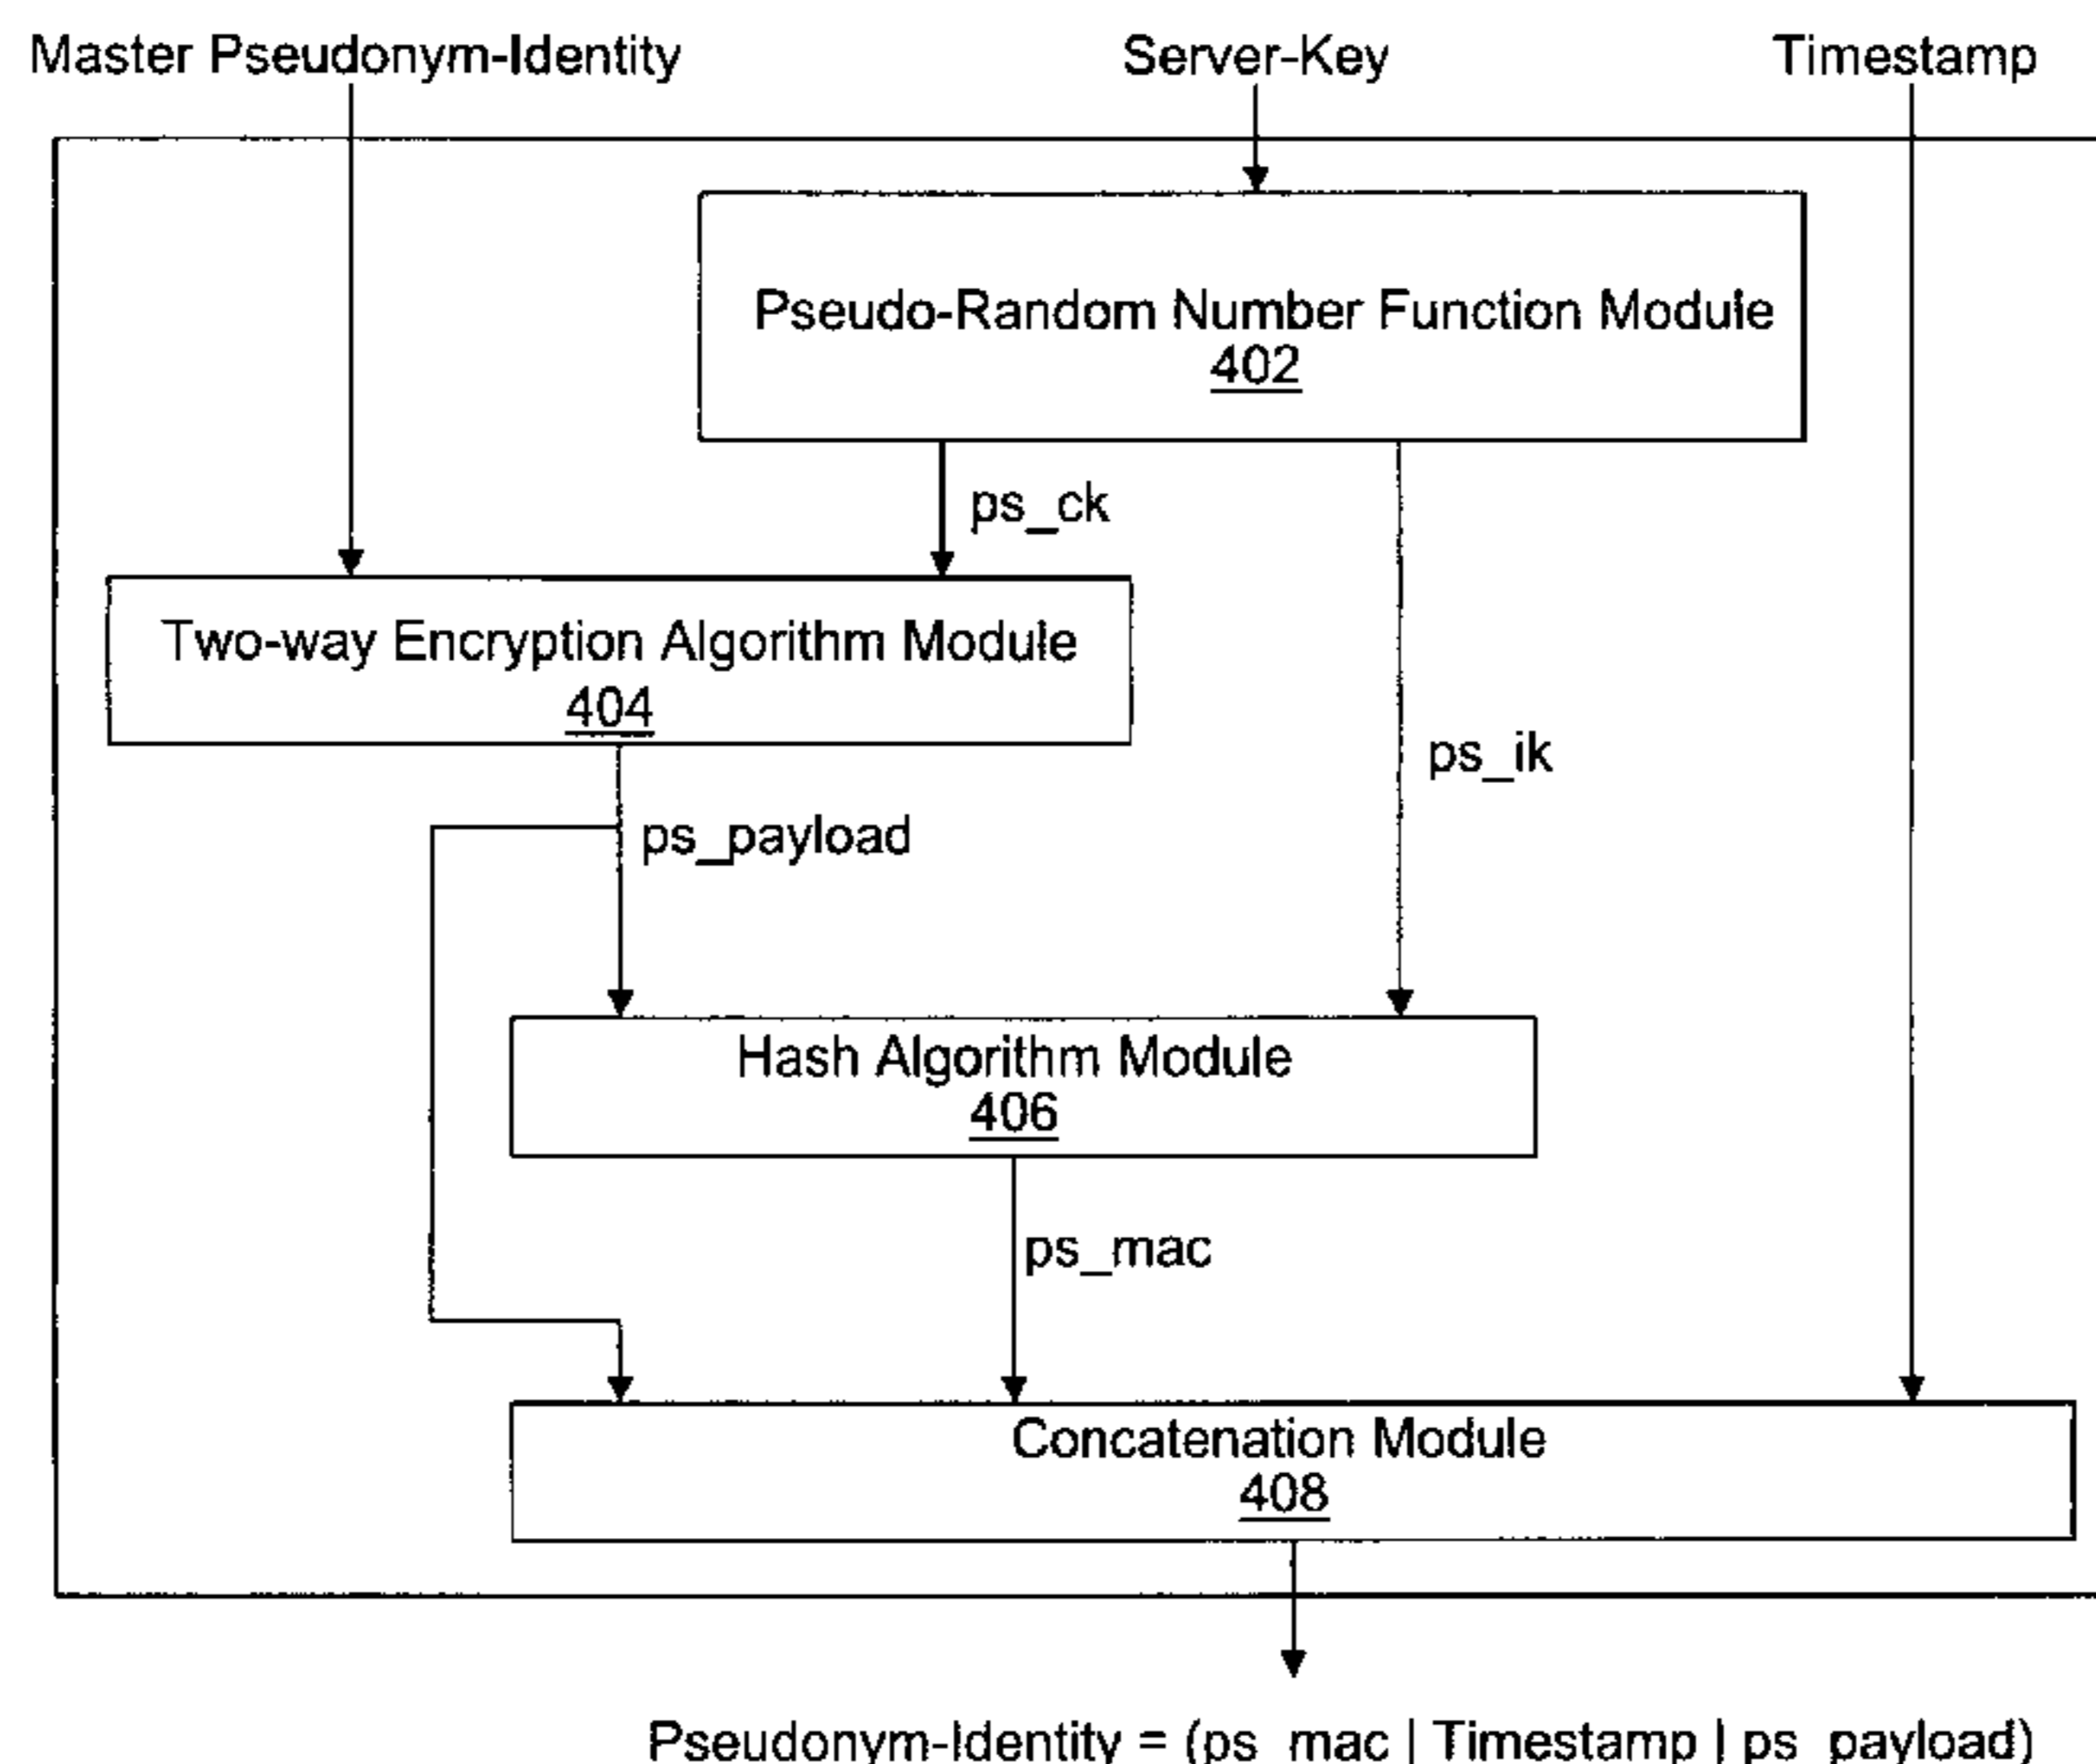 Master Pseudonym-Identity
Server-Key
Timestamp
Pseudo-Random Number Function Module
402
ps_ck
Two-way Encryption Algorithm Module
404
ps_ik
ps_payload
Hash Algorithm Module
406
ps_mac
Concatenation Module
408
Pseudonym-Identity = (ps_mac | Timestamp | ps_payload)